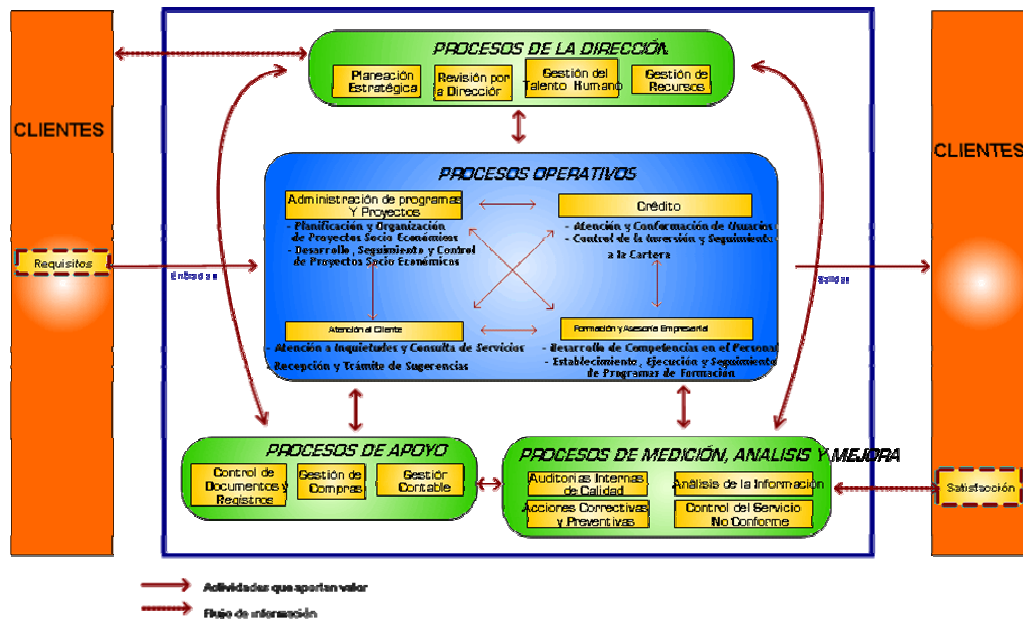 CLIENTES
Requisitos
Entradas
PROCESOS DE LA DIRECCIÓN
Planeación
Estratégica
Revisión por
a Dirección
Gestión del
Talento Humano
Gestión de
Recursos
PROCESOS OPERATIVOS
Administración de programas
Y Proyectos
- Planificación y Organización
de Proyectos Socio Económicos
- Desarrollo, Seguimiento y Control
de Proyectos Socio Económicos
Crédito
- Atención y Conformación de Usuarios
- Control de la Inversión y Seguimiento
a la Cartera
Atención al Cliente
- Atención a Inquietudes y Consulta de Servicios
- Recepción y Trámite de Sugerencias
Formación y Asesoría Empresarial
- Desarrollo de Competencias en el Personal
- Establecimiento, Ejecución y Seguimiento
de Programas de Formación
PROCESOS DE APOYO
Control de
Documentos y
Registros
Gestión de
Compras
Gestión
Contable
PROCESOS DE MEDICIÓN, ANALISIS Y MEJORA
Auditorias Internas
de Calidad
Análisis de la Información
Acciones Correctivas
y Preventivas
Control del Servicio
No Conforme
CLIENTES
Salidas
Satisfacción
Actividades que aportan valor
Flujo de información